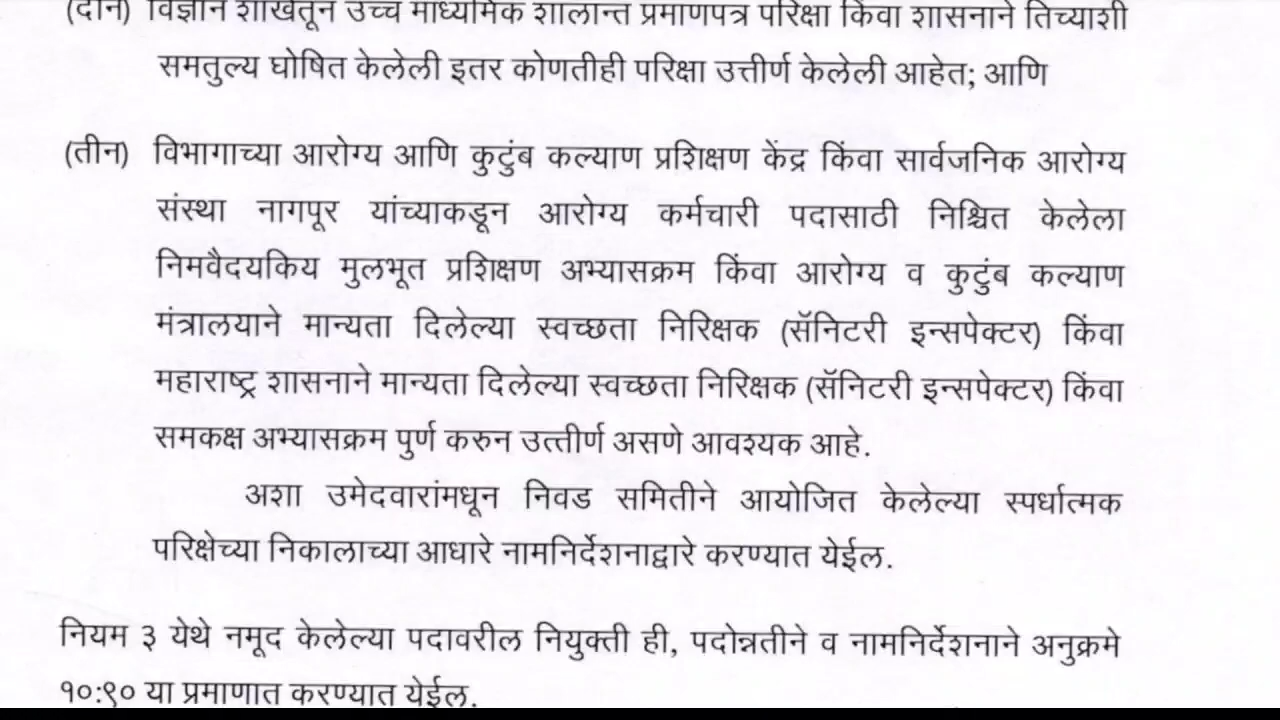 (दोन) विज्ञान शाखेतून उच्च माध्यमिक शालान्त प्रमाणपत्र परिक्षा किंवा शासनाने तिच्याशी
समतुल्य घोषित केलेली इतर कोणतीही परिक्षा उत्तीर्ण केलेली आहेत; आणि
(तीन) विभागाच्या आरोग्य आणि कुटुंब कल्याण प्रशिक्षण केंद्र किंवा सार्वजनिक आरोग्य
संस्था नागपूर यांच्याकडून आरोग्य कर्मचारी पदासाठी निश्चित केलेला
निमवैदयकिय मुलभूत प्रशिक्षण अभ्यासक्रम किंवा आरोग्य व कुटुंब कल्याण
मंत्रालयाने मान्यता दिलेल्या स्वच्छता निरिक्षक (सॅनिटरी इन्सपेक्टर) किंवा
महाराष्ट्र शासनाने मान्यता दिलेल्या स्वच्छता निरिक्षक (सॅनिटरी इन्सपेक्टर) किंवा
समकक्ष अभ्यासक्रम पुर्ण करुन उत्तीर्ण असणे आवश्यक आहे.
अशा उमेदवारांमधून निवड समितीने आयोजित केलेल्या स्पर्धात्मक
परिक्षेच्या निकालाच्या आधारे नामनिर्देशनाद्वारे करण्यात येईल.
नियम ३ येथे नमूद केलेल्या पदावरील नियुक्ती ही, पदोन्नतीने व नामनिर्देशनाने अनुक्रमे
१०:९० या प्रमाणात करण्यात येईल.